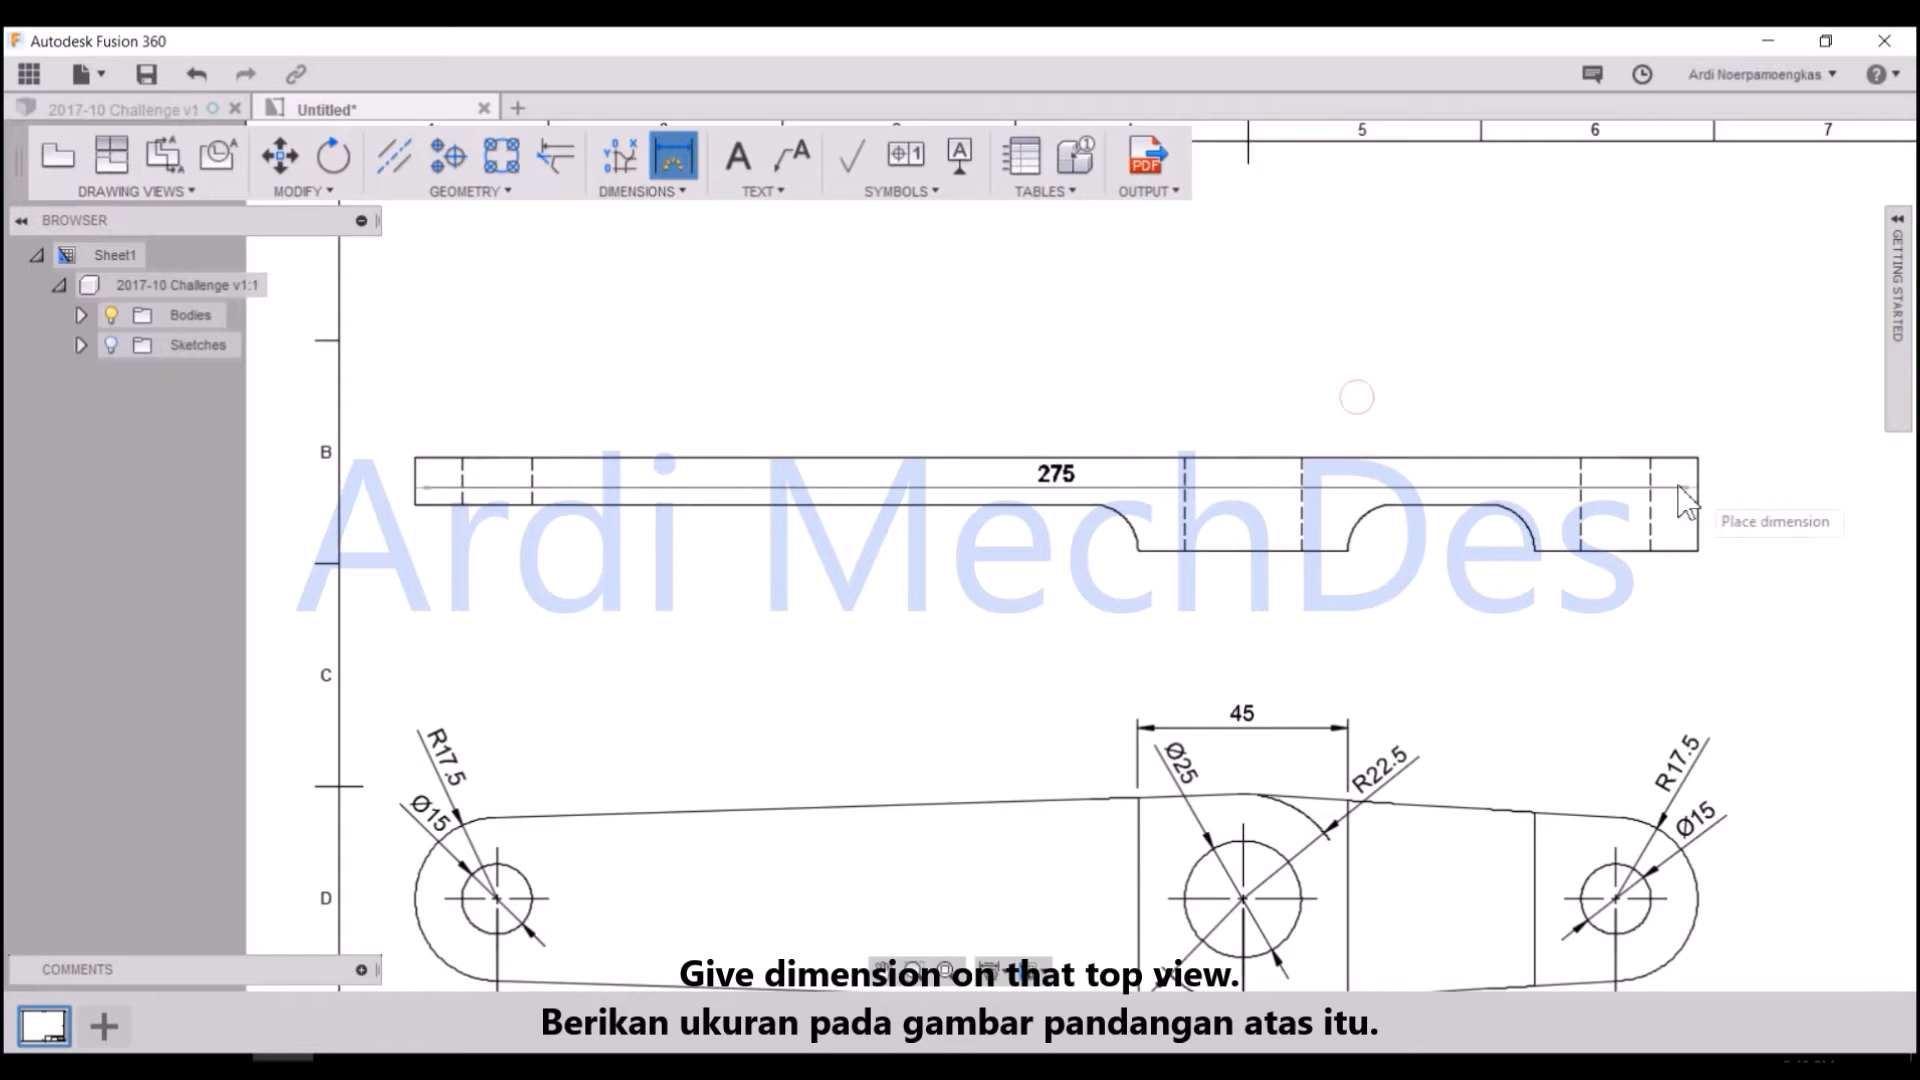 Autodesk Fusion 360
Ardi Noerpamoengkas
2017-10 Challenge v1
Untitled*
5
6
7
DRAWING VIEWS
MODIFY
GEOMETRY
DIMENSIONS
TEXT
SYMBOLS
TABLES
OUTPUT
PDF
BROWSER
Sheet1
2017-10 Challenge v1:1
Bodies
Sketches
GETTING STARTED
B
275
Place dimension
Ardi MechDes
C
45
R17.5
Ø25
R22.5
R17.5
Ø15
Ø15
D
COMMENTS
Give dimension on that top view.
Berikan ukuran pada gambar pandangan atas itu.